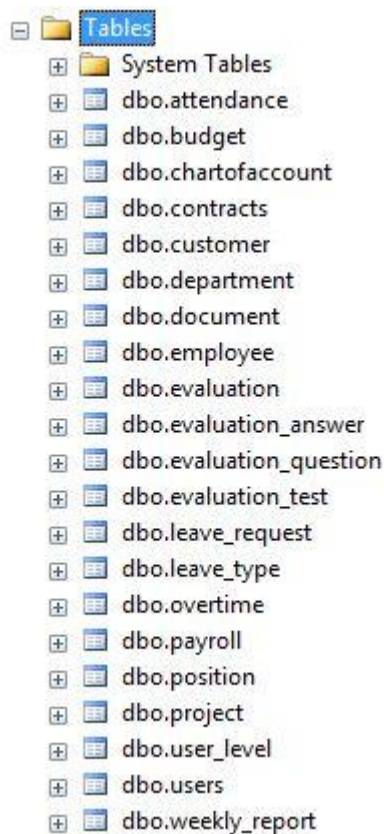 Tables
System Tables
dbo.attendance
dbo.budget
dbo.chartofaccount
dbo.contracts
dbo.customer
dbo.department
dbo.document
dbo.employee
dbo.evaluation
dbo.evaluation_answer
dbo.evaluation_question
dbo.evaluation_test
dbo.leave_request
dbo.leave_type
dbo.overtime
dbo.payroll
dbo.position
dbo.project
dbo.user_level
dbo.users
dbo.weekly_report